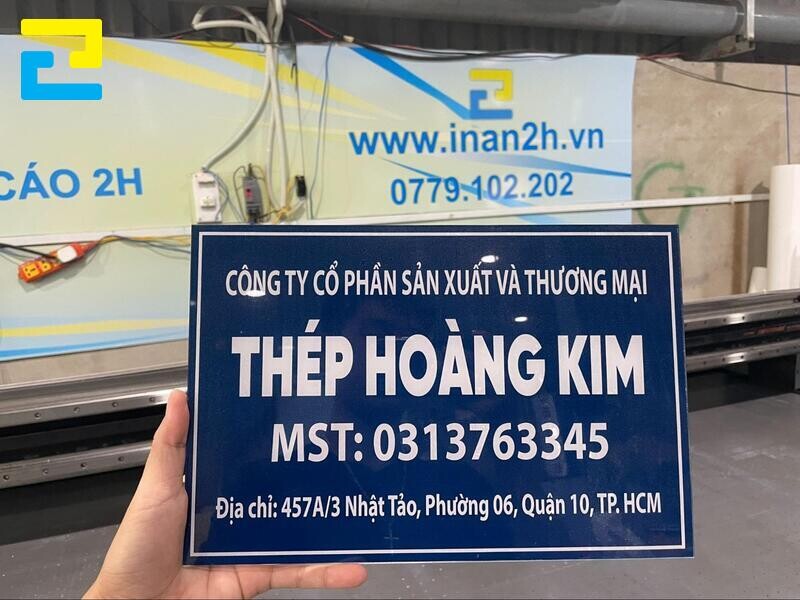 www.inan2h.vn
CÁO 2H
0779.102.202
CÔNG TY CỔ PHẦN SẢN XUẤT VÀ THƯƠNG MẠI
THÉP HOÀNG KIM
MST: 0313763345
Địa chỉ: 457A/3 Nhật Tảo, Phường 06, Quận 10, TP. HCM